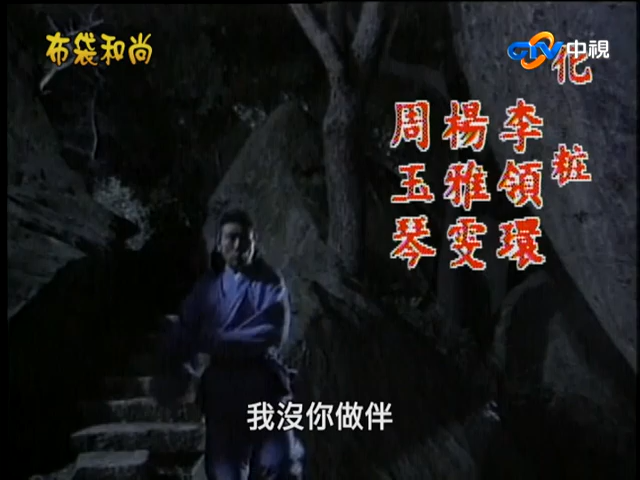 布袋和尚
CTV中視
化粧
李領環
楊雅雯
周玉琴
我沒你做伴